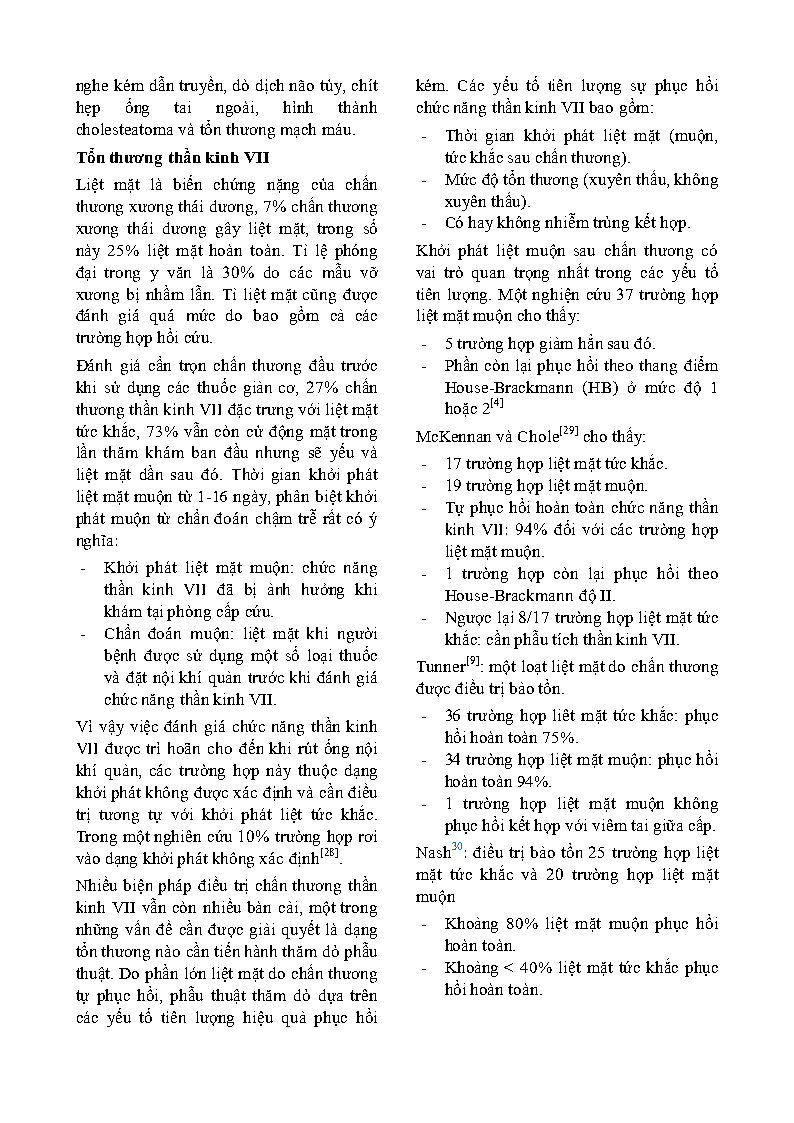 nghe kém dẫn truyền, dò dịch não tủy, chít
hẹp ống tai ngoài, hình thành
cholesteatoma và tổn thương mạch máu.
Tổn thương thần kinh VII
Liệt mặt là biến chứng nặng của chấn
thương xương thái dương, 7% chấn thương
xương thái dương gây liệt mặt, trong số
này 25% liệt mặt hoàn toàn. Tỉ lệ phóng
đại trong y văn là 30% do các mẫu vỡ
xương bị nhầm lẫn. Tỉ liệt mặt cũng được
đánh giá quá mức do bao gồm cả các
trường hợp hồi cứu.
Đánh giá cẩn trọn chấn thương đầu trước
khi sử dụng các thuốc giãn cơ, 27% chấn
thương thần kinh VII đặc trưng với liệt mặt
tức khắc, 73% vẫn còn cử động mặt trong
lần thăm khám ban đầu nhưng sẽ yếu và
liệt mặt dần sau đó. Thời gian khởi phát
liệt mặt muộn từ 1-16 ngày, phân biệt khởi
phát muộn từ chẩn đoán chậm trễ rất có ý
nghĩa:
- Khởi phát liệt mặt muộn: chức năng
thần kinh VII đã bị ảnh hưởng khi
khám tại phòng cấp cứu.
- Chẩn đoán muộn: liệt mặt khi người
bệnh được sử dụng một số loại thuốc
và đặt nội khí quản trước khi đánh giá
chức năng thần kinh VII.
Vì vậy việc đánh giá chức năng thần kinh
VII được trì hoãn cho đến khi rút ống nội
khí quản, các trường hợp này thuộc dạng
khởi phát không được xác định và cần điều
trị tương tự với khởi phát liệt tức khắc.
Trong một nghiên cứu 10% trường hợp rơi
vào dạng khởi phát không xác định[28].
Nhiều biện pháp điều trị chấn thương thần
kinh VII vẫn còn nhiều bàn cãi, một trong
những vấn đề cần được giải quyết là dạng
tổn thương nào cần tiến hành thăm dò phẫu
thuật. Do phần lớn liệt mặt do chấn thương
tự phục hồi, phẫu thuật thăm dò dựa trên
các yếu tố tiên lượng hiệu quả phục hồi
kém. Các yếu tố tiên lượng sự phục hồi
chức năng thần kinh VII bao gồm:
- Thời gian khởi phát liệt mặt (muộn,
tức khắc sau chấn thương).
- Mức độ tổn thương (xuyên thấu, không
xuyên thấu).
- Có hay không nhiễm trùng kết hợp.
Khởi phát liệt muộn sau chấn thương có
vai trò quan trọng nhất trong các yếu tố
tiên lượng. Một nghiên cứu 37 trường hợp
liệt mặt muộn cho thấy:
- 5 trường hợp giảm hẳn sau đó.
- Phần còn lại phục hồi theo thang điểm
House-Brackmann (HB) ở mức độ 1
hoặc 2[4]
McKennan và Chole[29] cho thấy:
- 17 trường hợp liệt mặt tức khắc.
- 19 trường hợp liệt mặt muộn.
- Tự phục hồi hoàn toàn chức năng thần
kinh VII: 94% đối với các trường hợp
liệt mặt muộn.
- 1 trường hợp còn lại phục hồi theo
House-Brackmann độ II.
- Ngược lại 8/17 trường hợp liệt mặt tức
khắc: cần phẫu tích thần kinh VII.
Tunner[9]: một loạt liệt mặt do chấn thương
được điều trị bảo tồn.
- 36 trường hợp liêt mặt tức khắc: phục
hồi hoàn toàn 75%.
- 34 trường hợp liệt mặt muộn: phục hồi
hoàn toàn 94%.
- 1 trường hợp liệt mặt muộn không
phục hồi kết hợp với viêm tai giữa cấp.
Nash30: điều trị bảo tồn 25 trường hợp liệt
mặt tức khắc và 20 trường hợp liệt mặt
muộn
- Khoảng 80% liệt mặt muộn phục hồi
hoàn toàn.
- Khoảng < 40% liệt mặt tức khắc phục
hồi hoàn toàn.